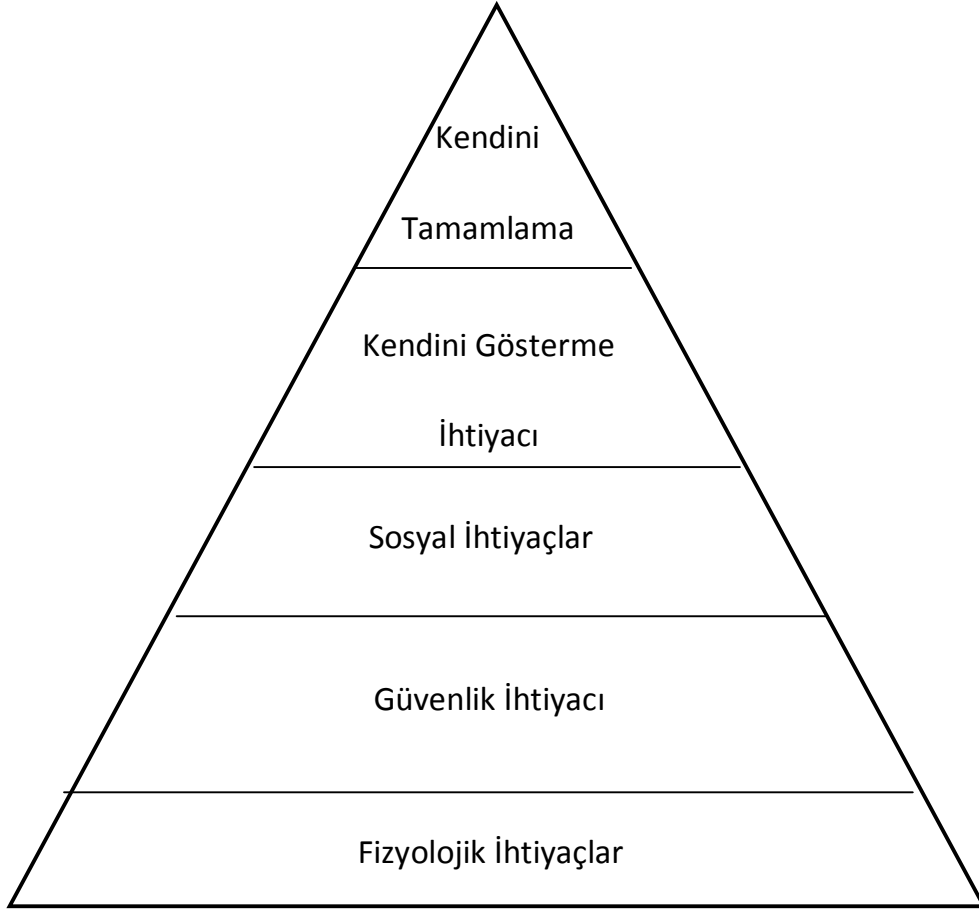 Kendini
Tamamlama
Kendini Gösterme
İhtiyacı
Sosyal İhtiyaçlar
Güvenlik İhtiyacı
Fizyolojik İhtiyaçlar